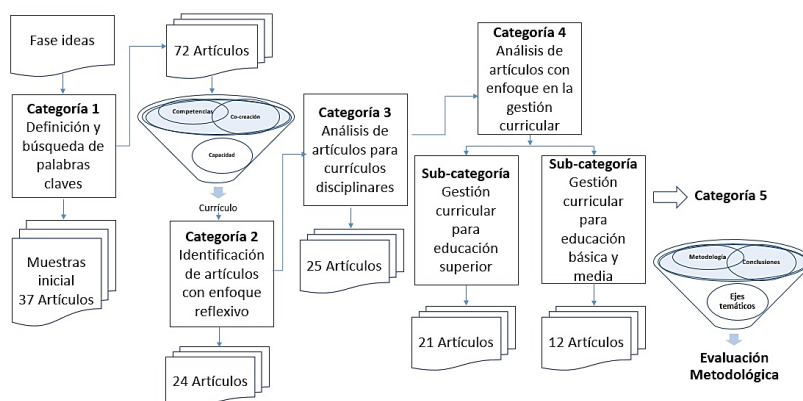 Fase ideas
Categoría 1
Definición y
búsqueda de
palabras
claves
Muestras
inicial
37 Artículos
72 Artículos
Competencias
Co-creación
Capacidad
Currículo
Categoría 2
Identificación
de artículos
con enfoque
reflexivo
24 Artículos
Categoría 3
Análisis de
artículos para
currículos
disciplinares
25 Artículos
Categoría 4
Análisis de
artículos con
enfoque en la
gestión
curricular
Sub-categoría
Gestión
curricular
para
educación
superior
21 Artículos
Sub-categoría
Gestión
curricular
para
educación
básica y
media
12 Artículos
Categoría 5
Metodología
Conclusiones
Ejes
temáticos
Evaluación
Metodológica